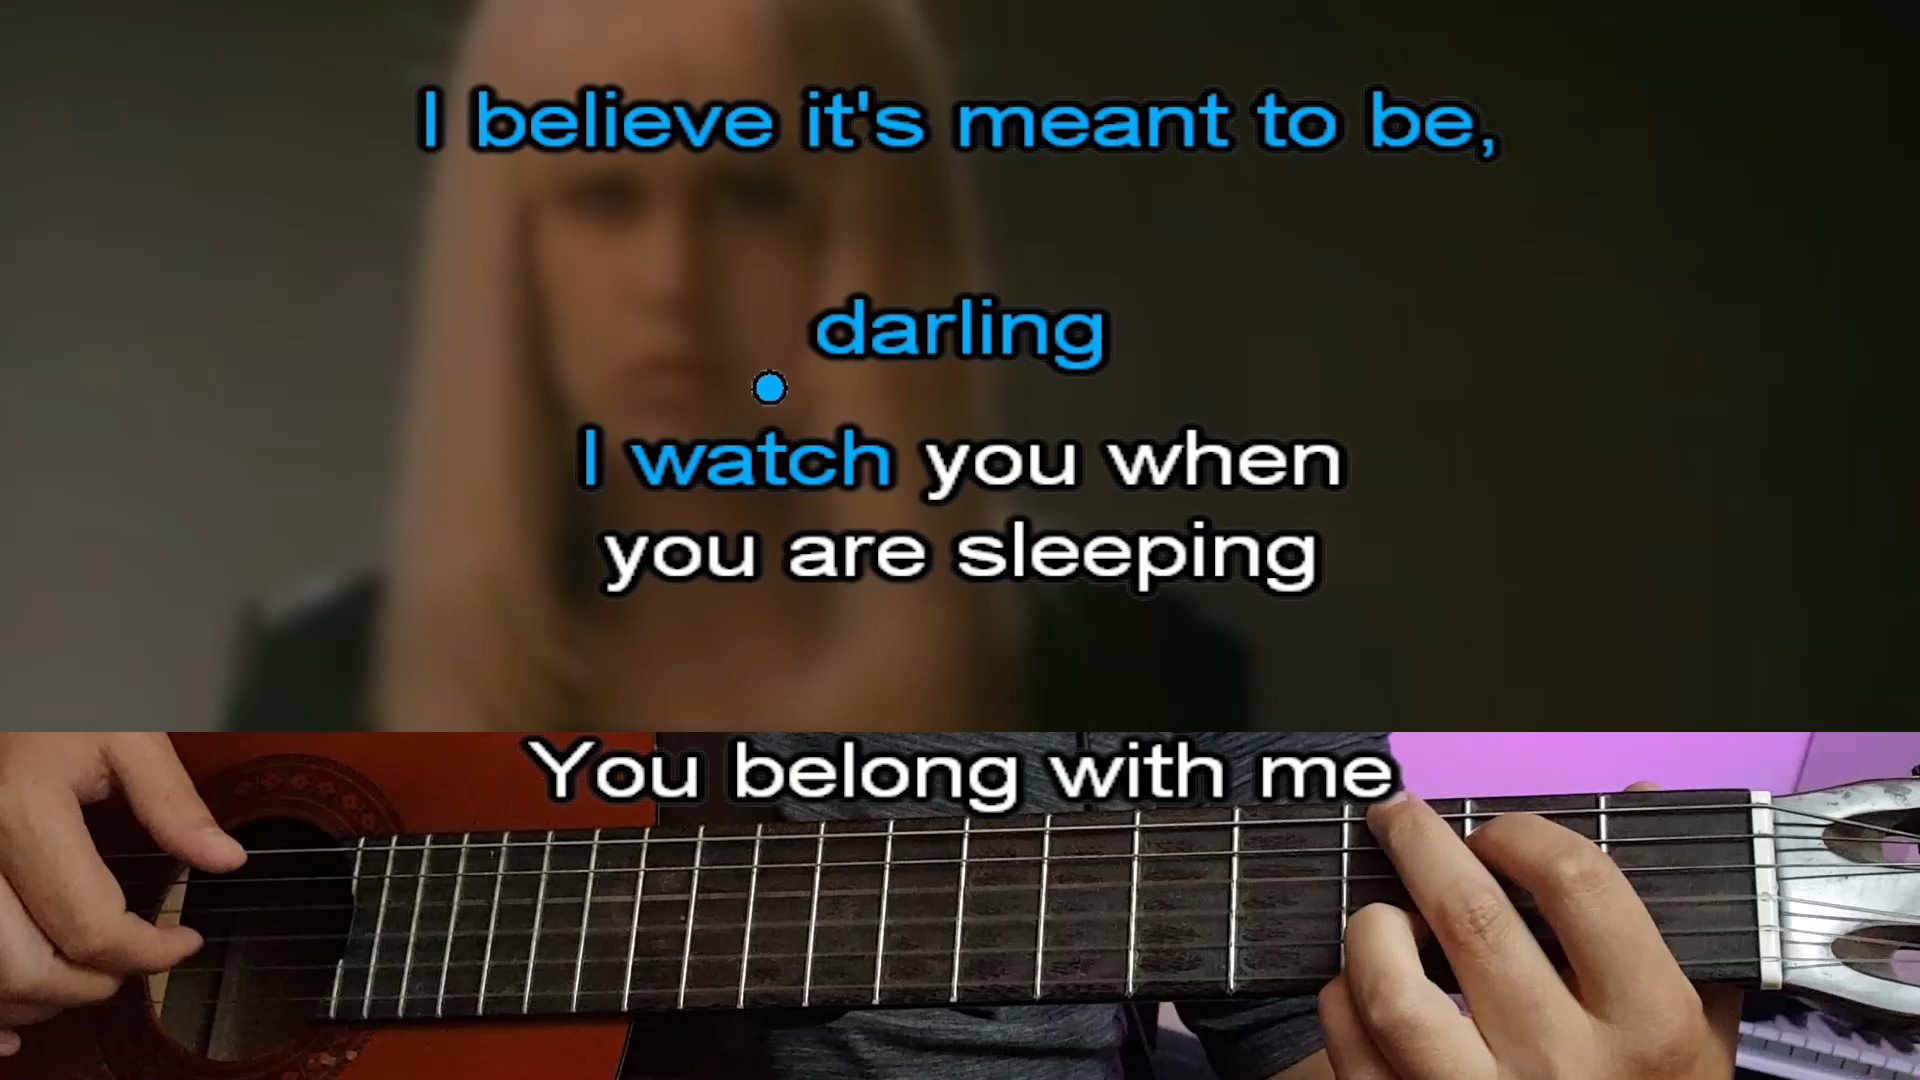 I believe it's meant to be,
darling
I watch you when
you are sleeping
You belong with me